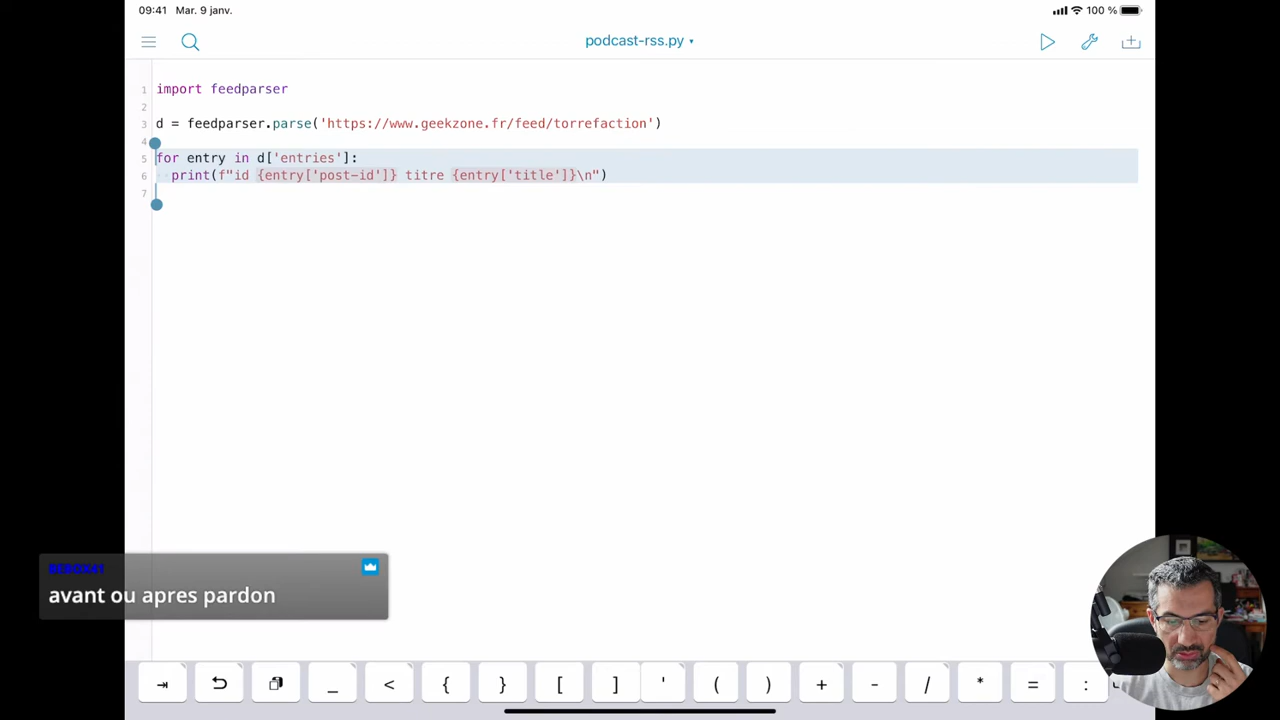 09:41 Mar. 9 janv.
100 %
podcast-rss.py ▾
1 import feedparser
2
3 d = feedparser.parse('https://www.geekzone.fr/feed/torrefaction')
4
5 for entry in d['entries']:
6 print(f"id {entry['post-id']} titre {entry['title']}\n")
7
BEBOX41
avant ou apres pardon
⇥ _ < { } [ ] ' ( ) + - / * = :